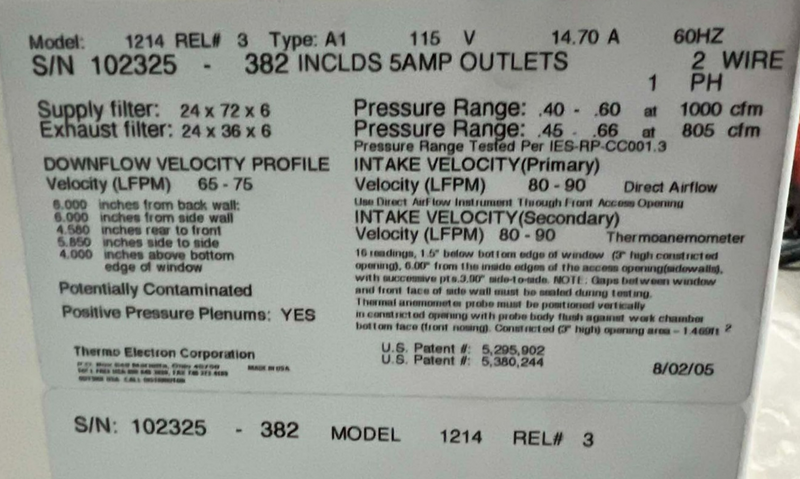 Model: 1214 REL# 3 Type: A1 115 V 14.70 A 60HZ
S/N 102325 - 382 INCLDS 5AMP OUTLETS 2 WIRE
1 PH
Supply filter: 24 x 72 x 6
Exhaust filter: 24 x 36 x 6
Pressure Range: .40 - .60 at 1000 cfm
Pressure Range: .45 - .66 at 805 cfm
Pressure Range Tested Per IES-RP-CC001.3
DOWNFLOW VELOCITY PROFILE
Velocity (LFPM) 65 - 75
6.000 inches from back wall:
6.000 inches from side wall
4.580 inches rear to front
5.850 inches side to side
4.000 inches above bottom
edge of window
Potentially Contaminated
Positive Pressure Plenums: YES
INTAKE VELOCITY(Primary)
Velocity (LFPM) 80 - 90 Direct Airflow
Use Direct AirFlow Instrument Through Front Access Opening
INTAKE VELOCITY(Secondary)
Velocity (LFPM) 80 - 90 Thermoanemometer
16 readings, 1.5" below bottom edge of window (3" high constricted
opening), 6.00" from the inside edges of the access opening(sidewalls),
with successive pts.3.00" side-to-side. NOTE: Gaps between window
and front face of side wall must be sealed during testing.
Thermal anemometer probe must be positioned vertically
in constricted opening with probe body flush against work chamber
bottom face (front nosing). Constricted (3" high) opening area - 1.469ft 2
Thermo Electron Corporation
MADE IN USA
U.S. Patent #: 5,295,902
U.S. Patent #: 5,380,244
8/02/05
S/N: 102325 - 382 MODEL 1214 REL# 3